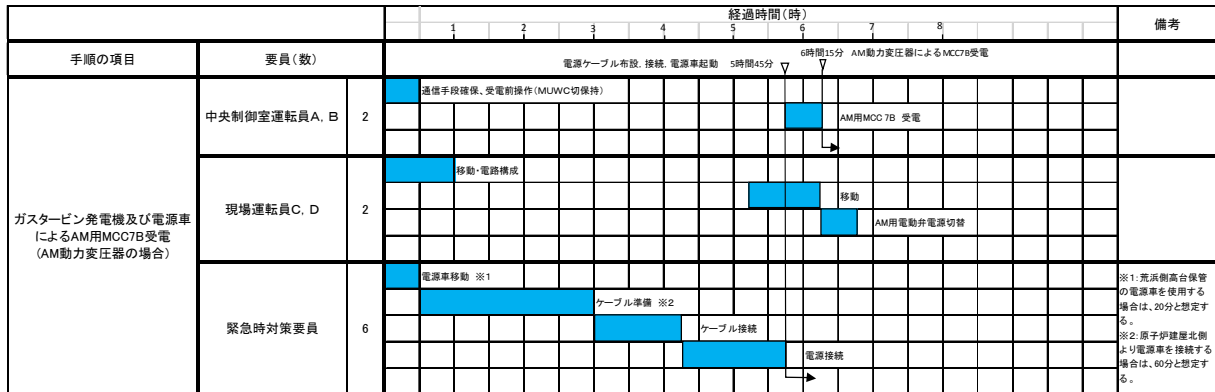 経過時間(時)
備考
1 2 3 4 5 6 7 8
手順の項目
要員(数)
6時間15分 AM動力変圧器によるMCC7B受電
電源ケーブル布設, 接続, 電源車起動 5時間45分
ガスタービン発電機及び電源車
によるAM用MCC7B受電
(AM動力変圧器の場合)
中央制御室運転員A, B
2
通信手段確保、受電前操作(MUWC切保持)
AM用MCC 7B 受電
現場運転員C, D
2
移動・電路構成
移動
AM用電動弁電源切替
緊急時対策要員
6
電源車移動 ※1
ケーブル準備 ※2
ケーブル接続
電源接続
※1:荒浜側高台保管
の電源車を使用する
場合は、20分と想定す
る。
※2:原子炉建屋北側
より電源車を接続する
場合は、60分と想定す
る。